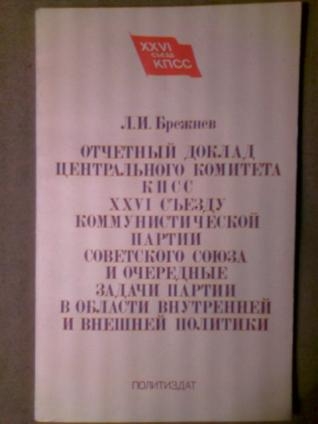 XXVI
СЪЕЗД
КПСС
Л.И. Брежнев
ОТЧЕТНЫЙ ДОКЛАД
ЦЕНТРАЛЬНОГО КОМИТЕТА
КПСС
XXVI СЪЕЗДУ
КОММУНИСТИЧЕСКОЙ
ПАРТИИ
СОВЕТСКОГО СОЮЗА
И ОЧЕРЕДНЫЕ
ЗАДАЧИ ПАРТИИ
В ОБЛАСТИ ВНУТРЕННЕЙ
И ВНЕШНЕЙ ПОЛИТИКИ
ПОЛИТИЗДАТ